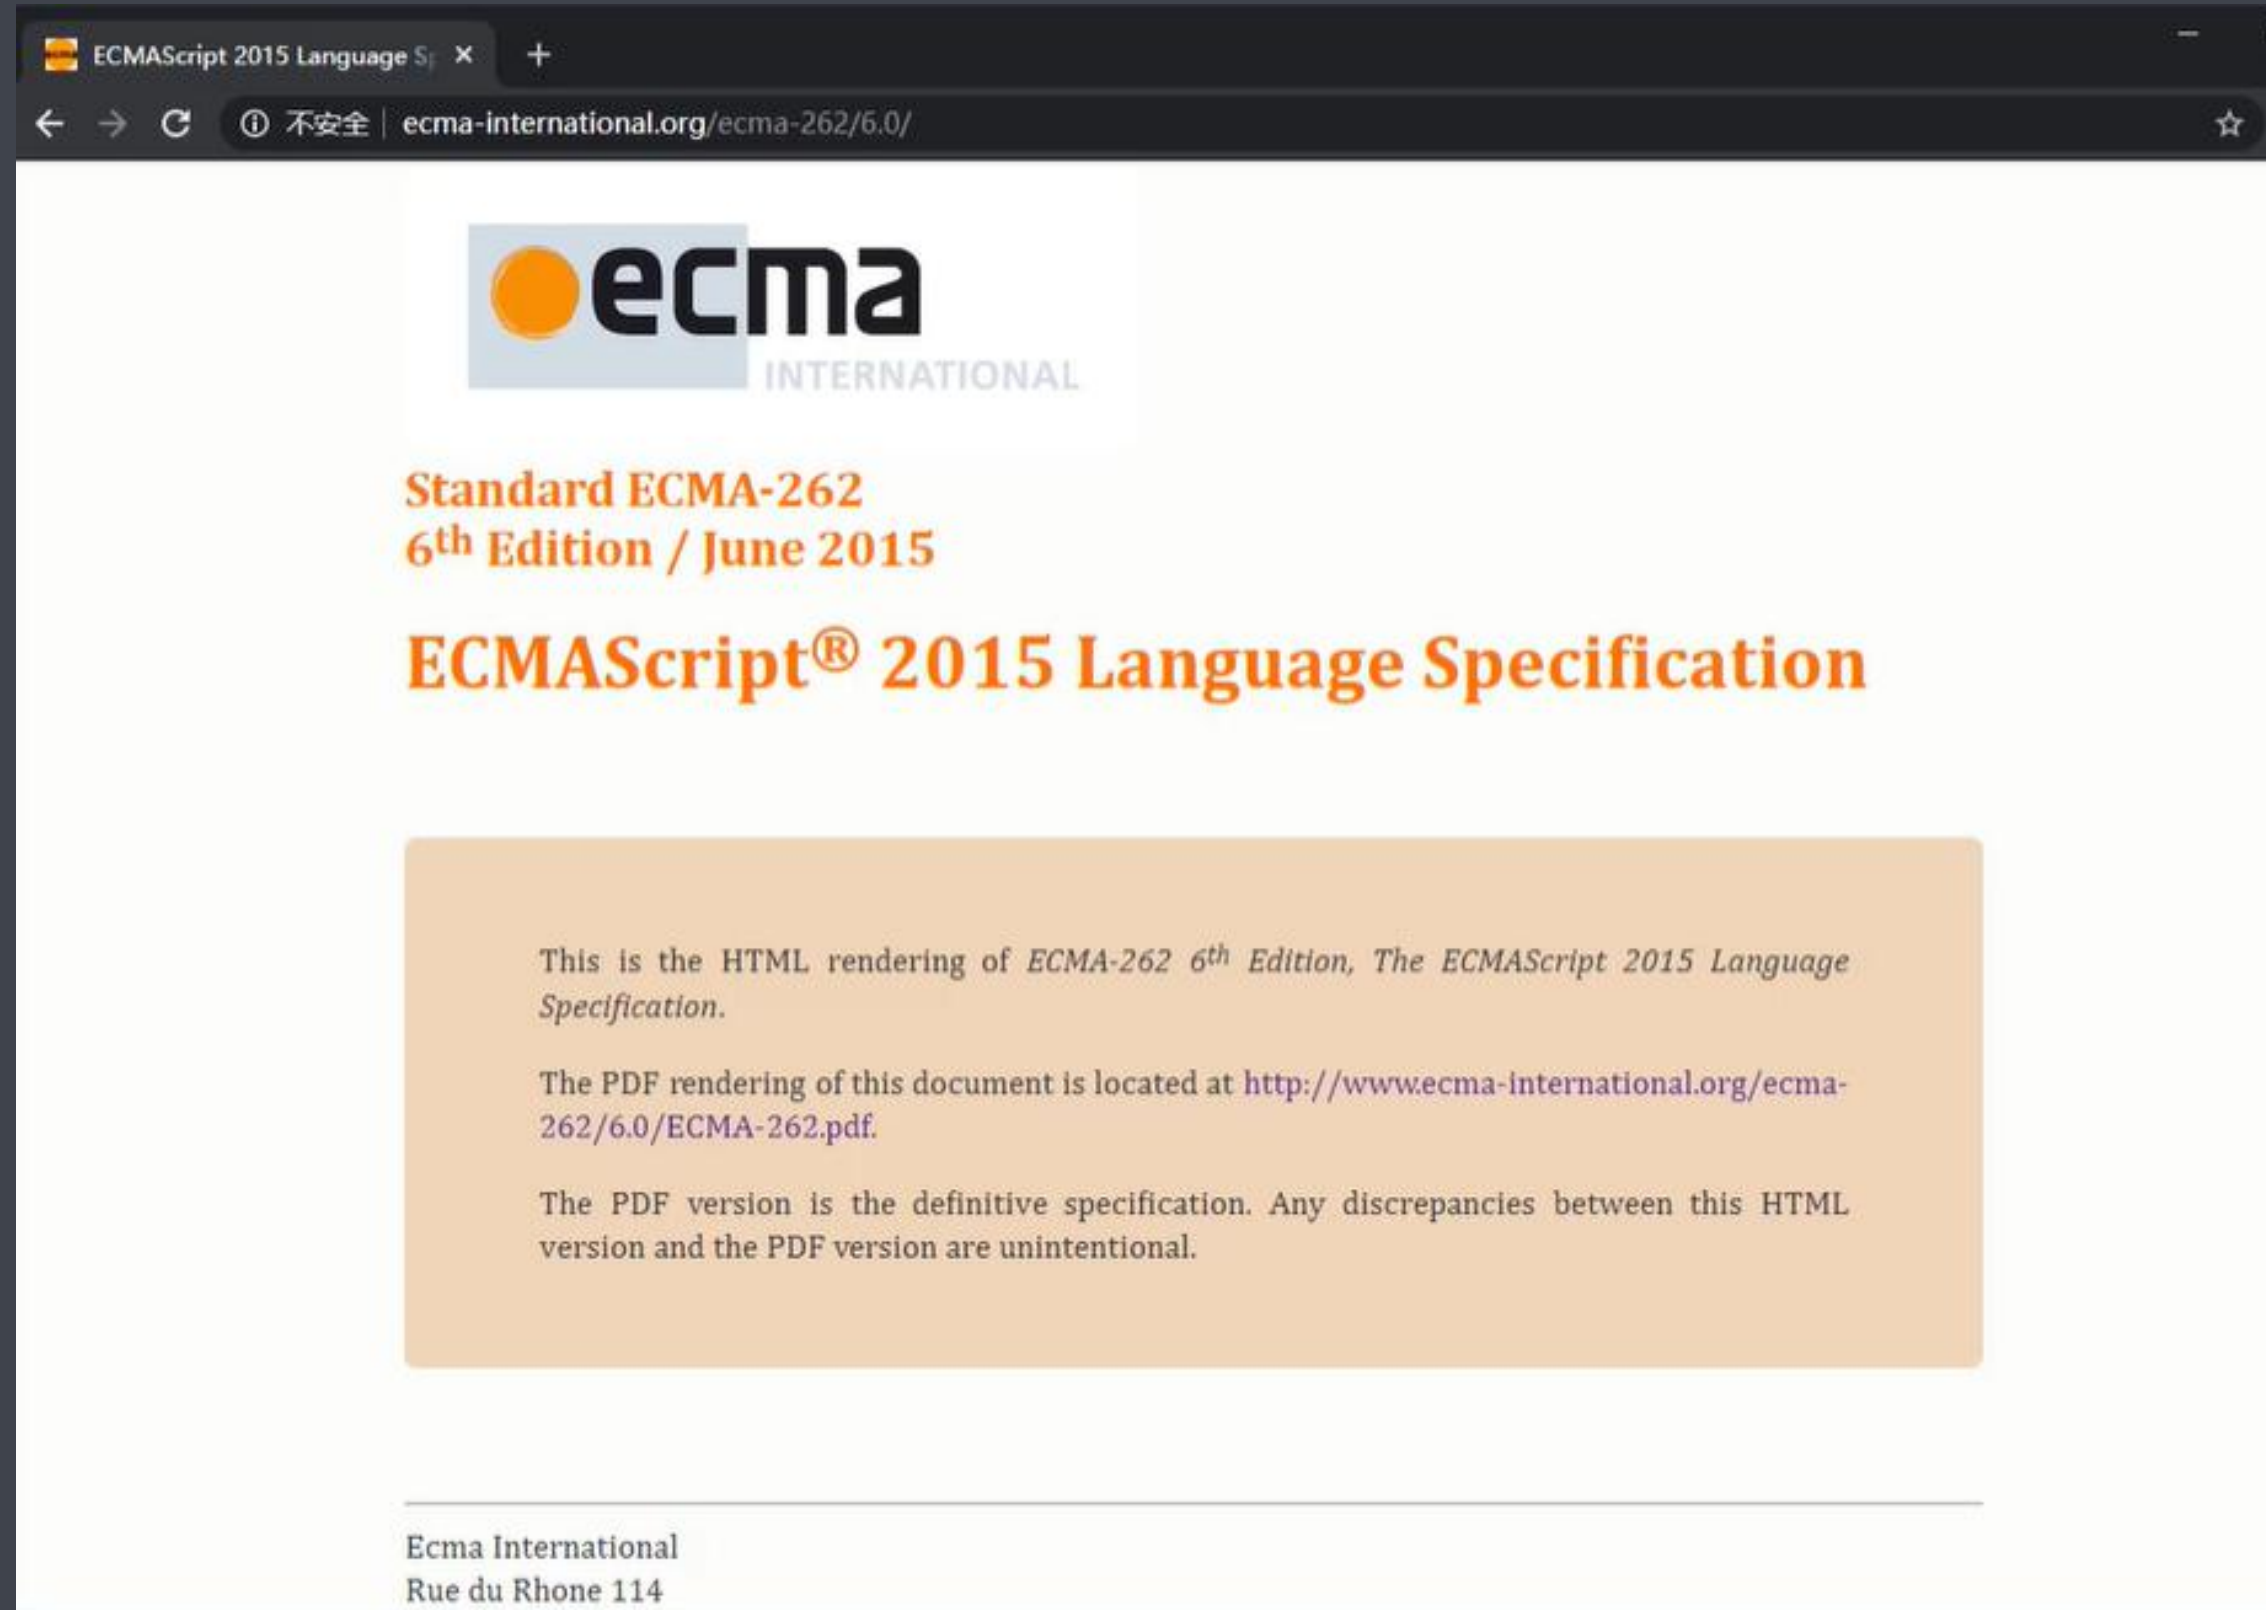 ECMAScript 2015 Language S
不安全 ecma-international.org/ecma-262/6.0/
ecma
INTERNATIONAL
Standard ECMA-262
6th Edition / June 2015
ECMAScript® 2015 Language Specification
This is the HTML rendering of ECMA-262 6th Edition, The ECMAScript 2015 Language
Specification.
The PDF rendering of this document is located at http://www.ecma-international.org/ecma-
262/6.0/ECMA-262.pdf.
The PDF version is the definitive specification. Any discrepancies between this HTML
version and the PDF version are unintentional.
Ecma International
Rue du Rhone 114